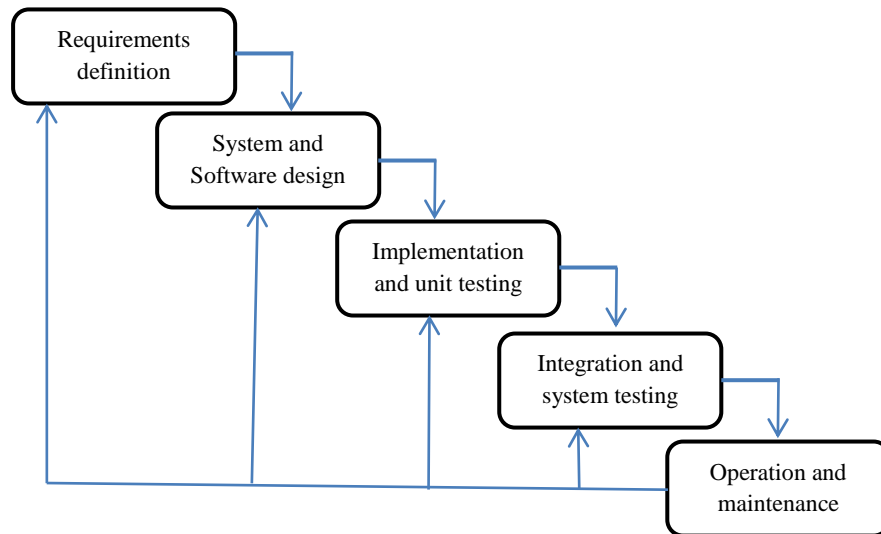 Requirements
definition
System and
Software design
Implementation
and unit testing
Integration and
system testing
Operation and
maintenance